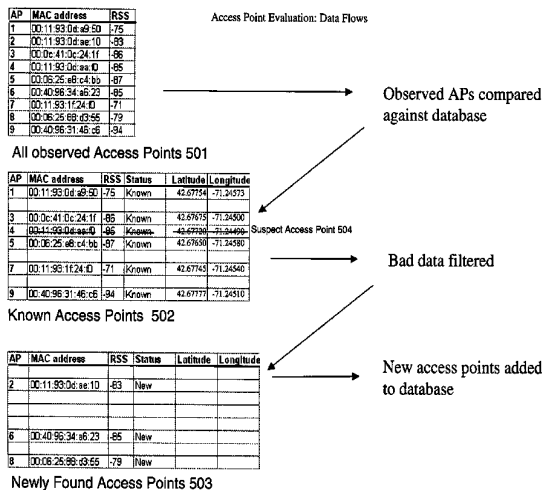 Access Point Evaluation: Data Flows
AP MAC address RSS
1 00:11:93:0d:a9:50 -75
2 00:11:93:0d:ae:10 -83
3 00:0c:41:0c:24:1f -86
4 00:11:93:0d:aa:f0 -85
5 00:06:25:e8:c4:bb -87
6 00:40:96:34:a6:23 -85
7 00:11:93:1f:24:f0 -71
8 00:06:25:68:d3:55 -79
9 00:40:96:31:46:c6 -94
All observed Access Points 501
Observed APs compared
against database
AP MAC address RSS Status Latitude Longitude
1 00:11:93:0d:a9:50 -75 Known 42.67754 -71.24573
3 00:0c:41:0c:24:1f -86 Known 42.67675 -71.24500
4 00:11:93:0d:aa:f0 Known
Suspect Access Point 504
5 00:06:25:e8:c4:bb -87 Known 42.67650 -71.24580
7 00:11:93:1f:24:f0 -71 Known 42.67745 -71.24540
9 00:40:96:31:46:c6 -94 Known 42.67777 -71.24510
Known Access Points 502
Bad data filtered
AP MAC address RSS Status Latitude Longitude
2 00:11:93:0d:ae:10 -83 New
6 00:40:96:34:a6:23 -85 New
8 00:06:25:68:d3:55 -79 New
Newly Found Access Points 503
New access points added
to database